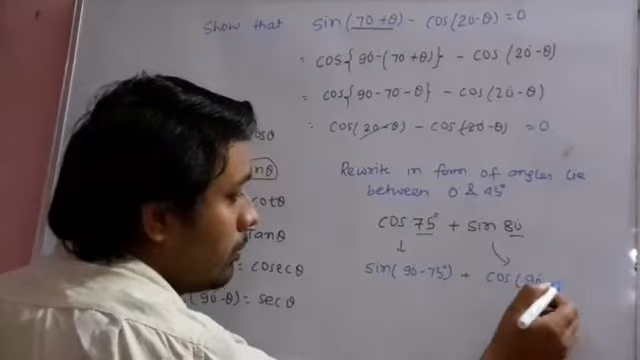 Show that sin(70+θ) - cos(20-θ) = 0
= cos{90-(70+θ)} - cos(20-θ)
= cos{90-70-θ} - cos(20-θ)
= cos(20-θ) - cos(20-θ) = 0
Rewrite in form of angles lie
between 0° & 45°
cos 75° + sin 80
↓
sin(90-75°) + cos(90
osθ
nθ
cotθ
tanθ
= cosecθ
(90-θ) = secθ